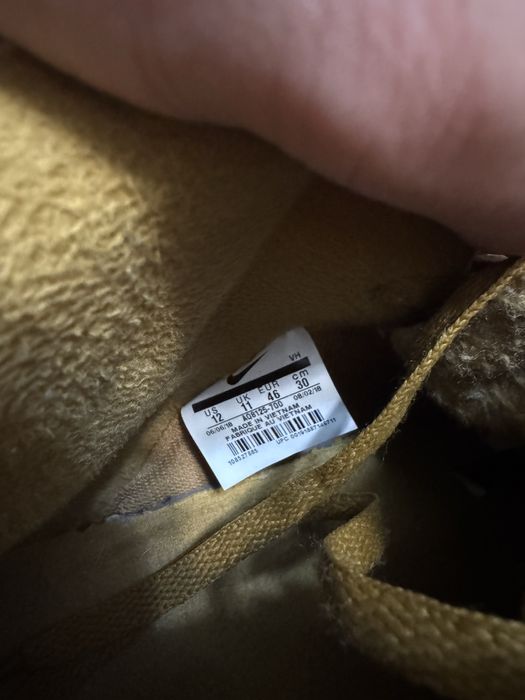 VH
US UK EUR cm
12 11 46 30
06/06/18 AO8125-700 08/02/18
MADE IN VIETNAM
FABRIQUE AU VIETNAM